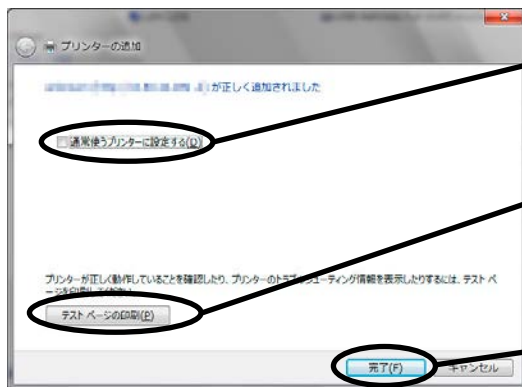 プリンターの追加
が正しく追加されました
通常使うプリンターに設定する(D)
プリンターが正しく動作していることを確認したり、プリンターのトラブルシューティング情報を表示したりするには、テスト ペ
ージを印刷してください。
テスト ページの印刷(P)
完了(F)
キャンセル